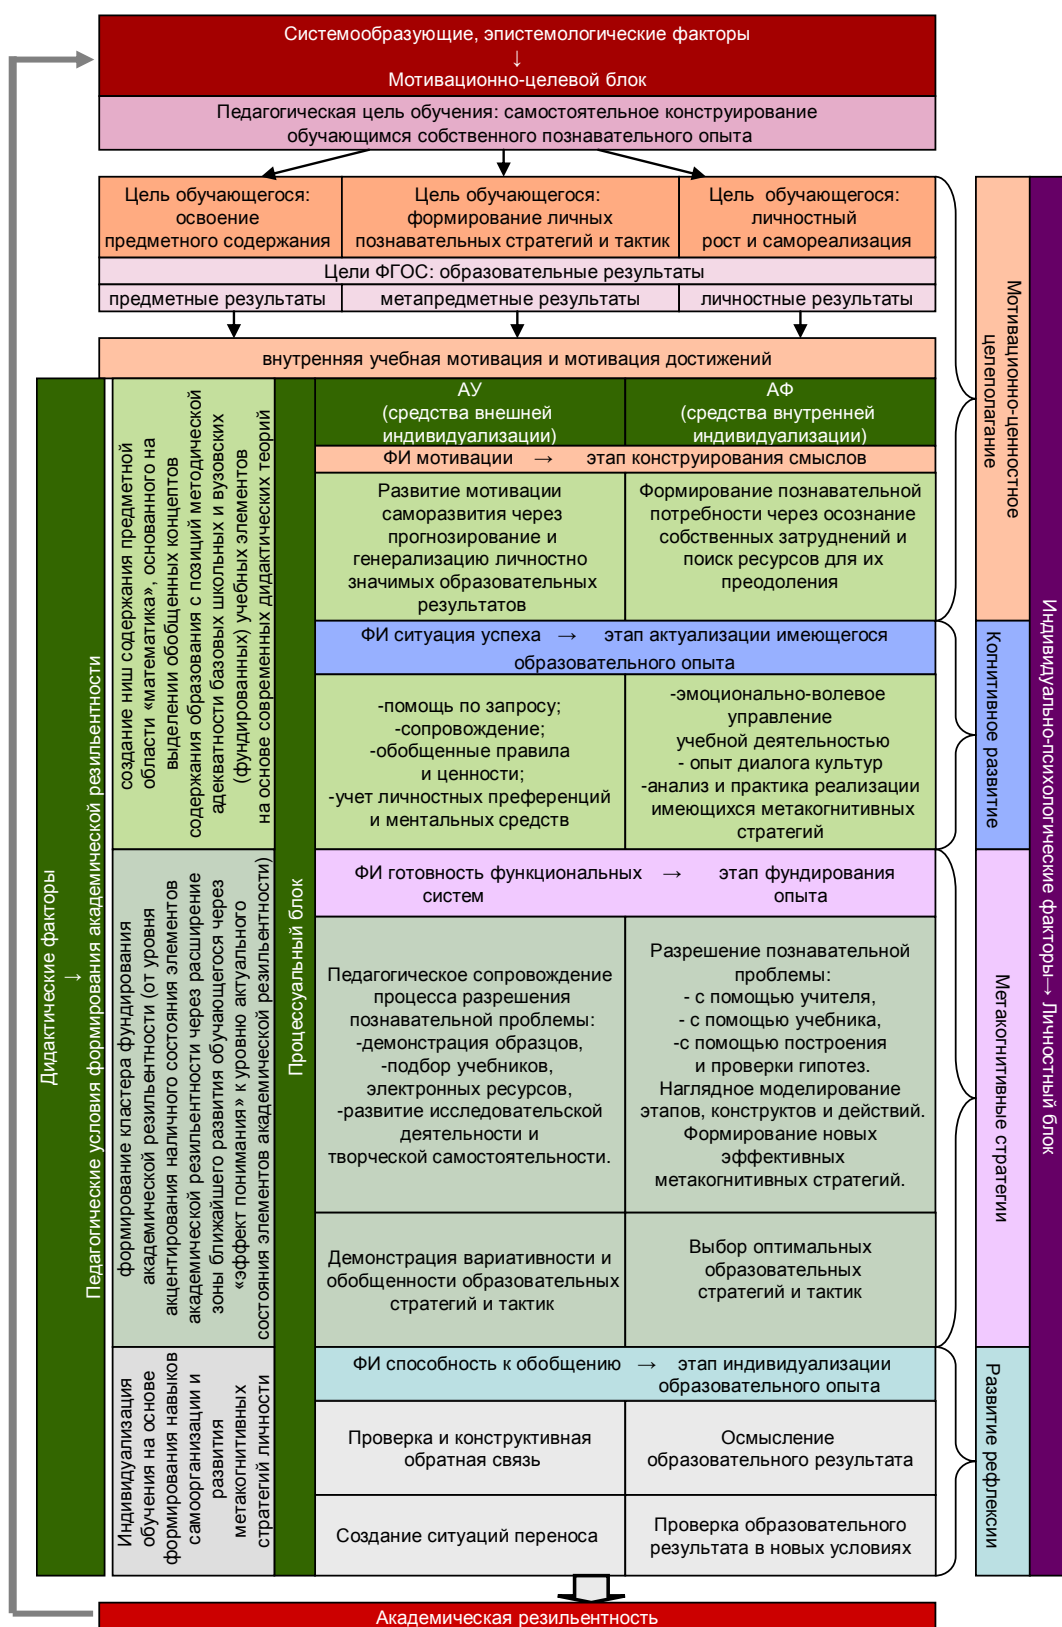 Системообразующие, эпистемологические факторы
↓
Мотивационно-целевой блок
Педагогическая цель обучения: самостоятельное конструирование
обучающимся собственного познавательного опыта
Цель обучающегося:
освоение
предметного содержания
Цель обучающегося:
формирование личных
познавательных стратегий и тактик
Цель  обучающегося:
личностный
рост и самореализация
Цели ФГОС: образовательные результаты
предметные результаты
метапредметные результаты
личностные результаты
внутренняя учебная мотивация и мотивация достижений
Дидактические факторы
↓
Педагогические условия формирования академической резильентности
создание ниш содержания предметной
области «математика», основанного на
выделении обобщенных концептов
содержания образования с позиций методической
адекватности базовых школьных и вузовских
(фундированных) учебных элементов
на основе современных дидактических теорий
формирование кластера фундирования
академической резильентности (от уровня
акцентирования наличного состояния элементов
академической резильентности через расширение
зоны ближайшего развития обучающегося через
«эффект понимания» к уровню актуального
состояния элементов академической резильентности)
Индивидуализация
обучения на основе
формирования навыков
самоорганизации и
развития
метакогнитивных
стратегий личности
Процессуальный блок
АУ
(средства внешней
индивидуализации)
АФ
(средства внутренней
индивидуализации)
ФИ мотивации → этап конструирования смыслов
Развитие мотивации
саморазвития через
прогнозирование и
генерализацию личностно
значимых образовательных
результатов
Формирование познавательной
потребности через осознание
собственных затруднений и
поиск ресурсов для их
преодоления
ФИ ситуация успеха → этап актуализации имеющегося
образовательного опыта
-помощь по запросу;
-сопровождение;
-обобщенные правила
и ценности;
-учет личностных преференций
и ментальных средств
-эмоционально-волевое
управление
учебной деятельностью
- опыт диалога культур
-анализ и практика реализации
имеющихся метакогнитивных
стратегий
ФИ готовность функциональных → этап фундирования
систем опыта
Педагогическое сопровождение
процесса разрешения
познавательной проблемы:
-демонстрация образцов,
-подбор учебников,
электронных ресурсов,
-развитие исследовательской
деятельности и
творческой самостоятельности.
Разрешение познавательной
проблемы:
- с помощью учителя,
- с помощью учебника,
-с помощью построения
и проверки гипотез.
Наглядное моделирование
этапов, конструктов и действий.
Формирование новых
эффективных
метакогнитивных стратегий.
Демонстрация вариативности и
обобщенности образовательных
стратегий и тактик
Выбор оптимальных
образовательных
стратегий и тактик
ФИ способность к обобщению → этап индивидуализации
образовательного опыта
Проверка и конструктивная
обратная связь
Осмысление
образовательного результата
Создание ситуаций переноса
Проверка образовательного
результата в новых условиях
Мотивационно-ценностное
целеполагание
Когнитивное развитие
Метакогнитивные стратегии
Развитие рефлексии
Индивидуально-психологические факторы→ Личностный блок
Академическая резильентность